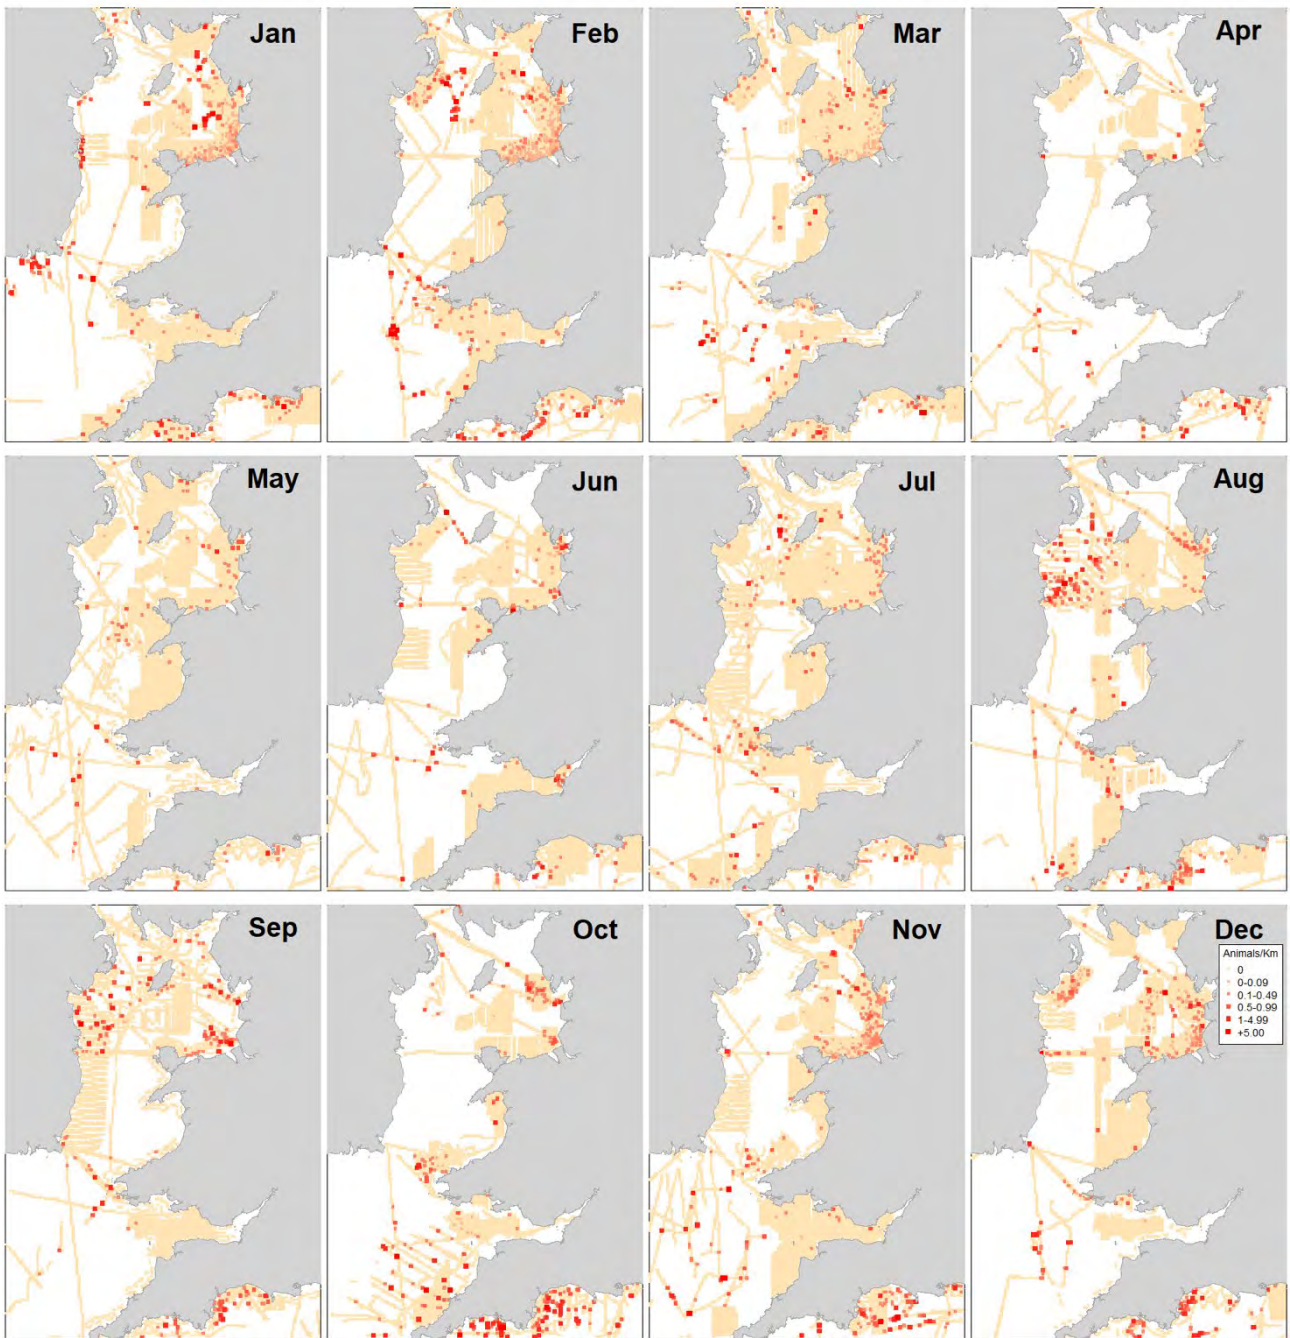 Jan
Feb
Mar
Apr
May
Jun
Jul
Aug
Sep
Oct
Nov
Dec
Animals/Km
0
0-0.09
0.1-0.49
0.5-0.99
1-4.99
+5.00